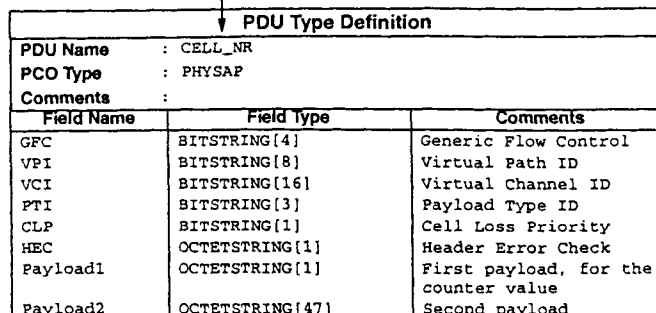 PDU Type Definition
PDU Name : CELL_NR
PCO Type : PHYSAP
Comments :
Field Name Field Type Comments
GFC BITSTRING[4] Generic Flow Control
VPI BITSTRING[8] Virtual Path ID
VCI BITSTRING[16] Virtual Channel ID
PTI BITSTRING[3] Payload Type ID
CLP BITSTRING[1] Cell Loss Priority
HEC OCTETSTRING[1] Header Error Check
Payload1 OCTETSTRING[1] First payload, for the
counter value
Payload2 OCTETSTRING[47] Second payload